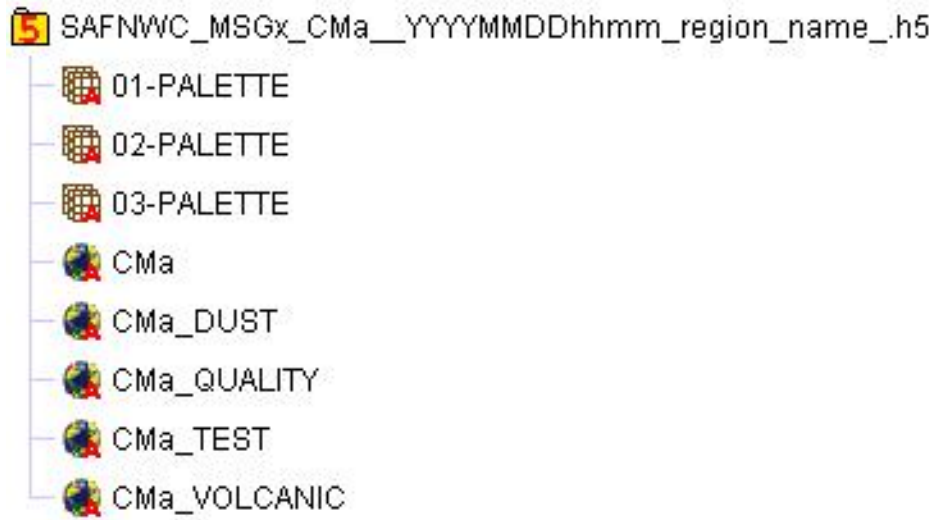 SAFNWC_MSGx_CMa__YYYYMMDDhhmm_region_name_.h5
01-PALETTE
02-PALETTE
03-PALETTE
CMa
CMa_DUST
CMa_QUALITY
CMa_TEST
CMa_VOLCANIC